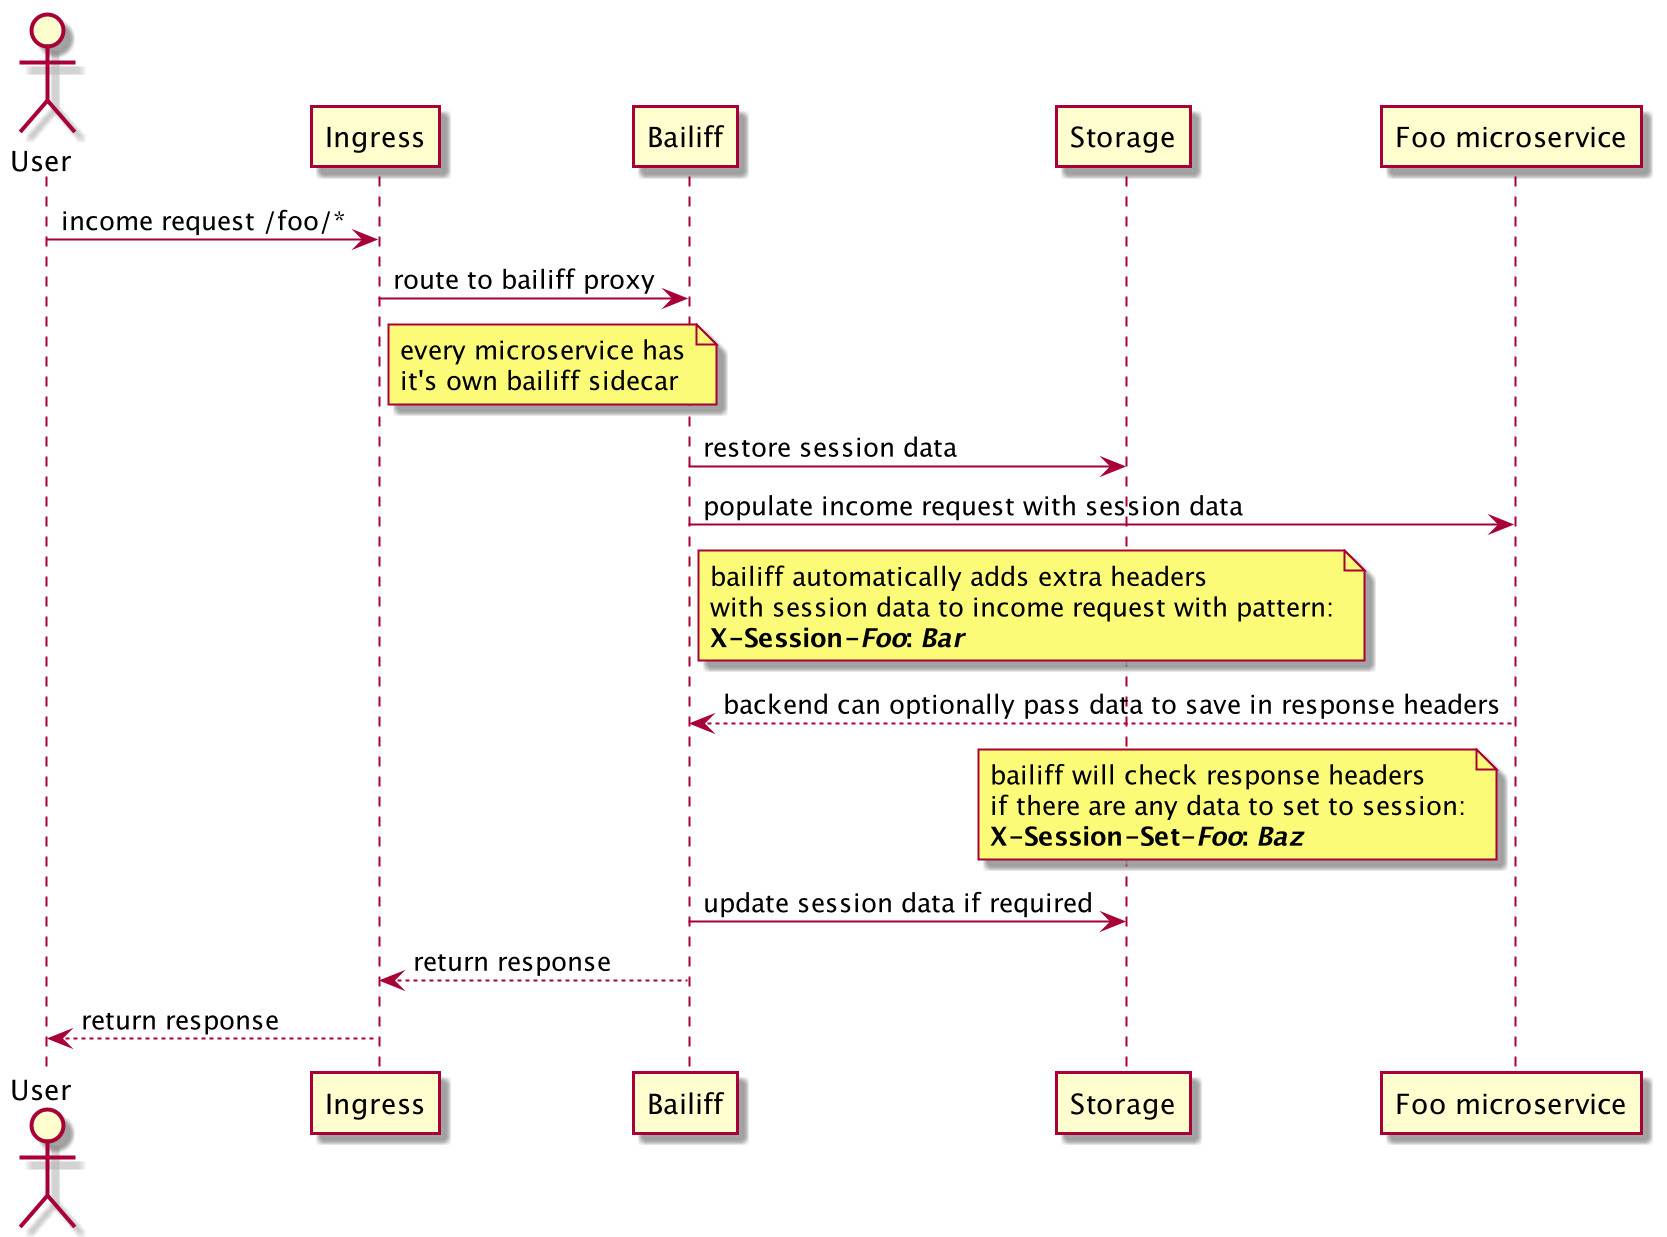 User
Ingress
Bailiff
Storage
Foo microservice
income request /foo/*
route to bailiff proxy
every microservice has
it's own bailiff sidecar
restore session data
populate income request with session data
bailiff automatically adds extra headers
with session data to income request with pattern:
X-Session-Foo: Bar
backend can optionally pass data to save in response headers
bailiff will check response headers
if there are any data to set to session:
X-Session-Set-Foo: Baz
update session data if required
return response
return response
User
Ingress
Bailiff
Storage
Foo microservice